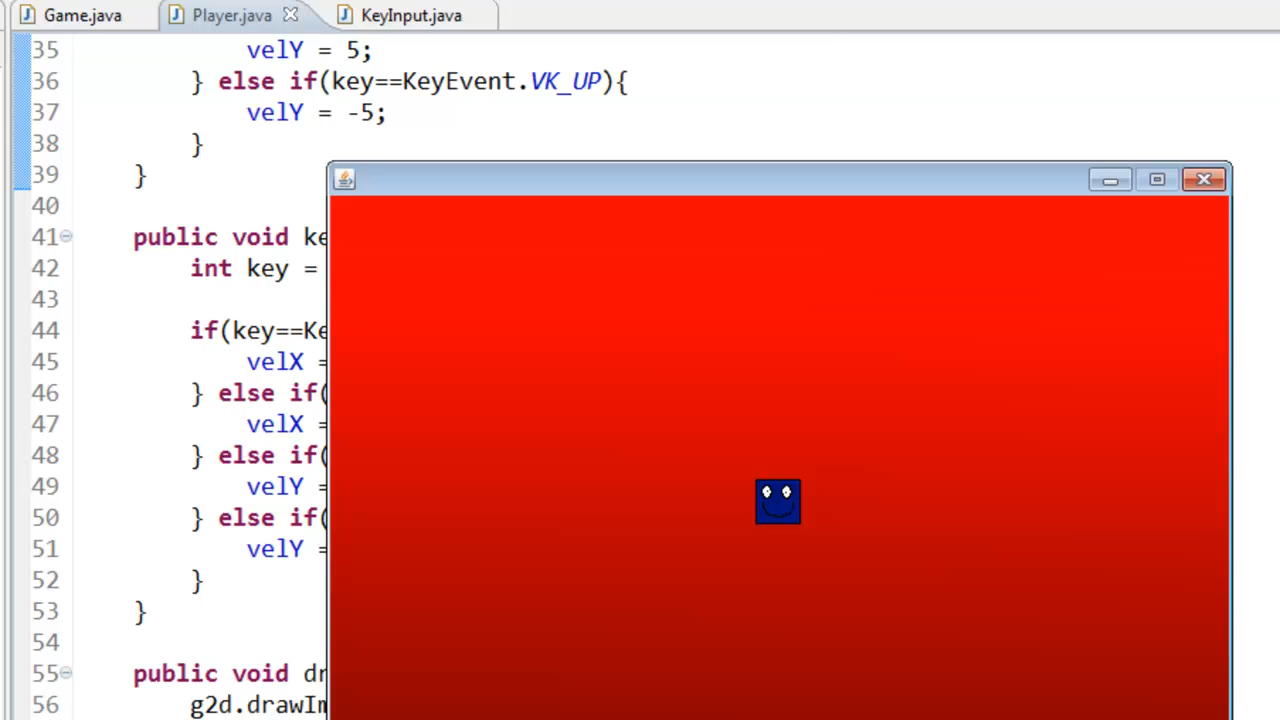 Game.java Player.java KeyInput.java
35 velY = 5;
36 } else if(key==KeyEvent.VK_UP){
37 velY = -5;
38 }
39 }
40
41 public void ke
42 int key =
43
44 if(key==Ke
45 velX =
46 } else if(
47 velX =
48 } else if(
49 velY =
50 } else if(
51 velY =
52 }
53 }
54
55 public void dr
56 g2d.drawIm